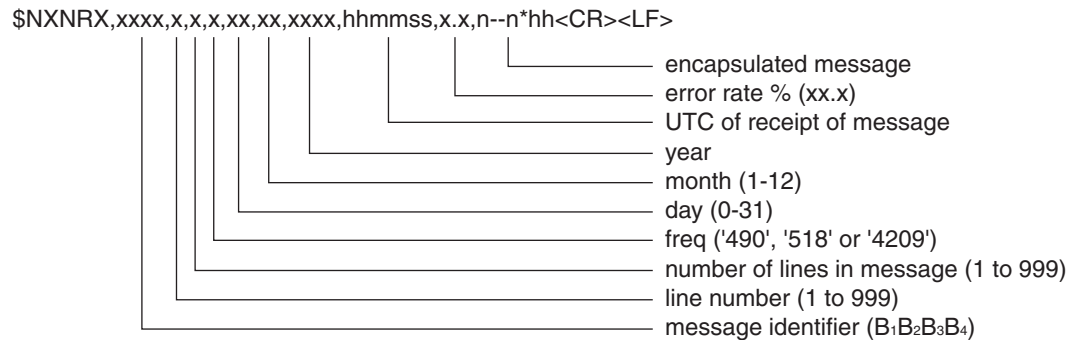 $NXNRX,xxxx,x,x,x,xx,xx,xxxx,hhmmss,x.x,n--n*hh<CR><LF>
encapsulated message
error rate % (xx.x)
UTC of receipt of message
year
month (1-12)
day (0-31)
freq ('490', '518' or '4209')
number of lines in message (1 to 999)
line number (1 to 999)
message identifier (B₁B₂B₃B₄)